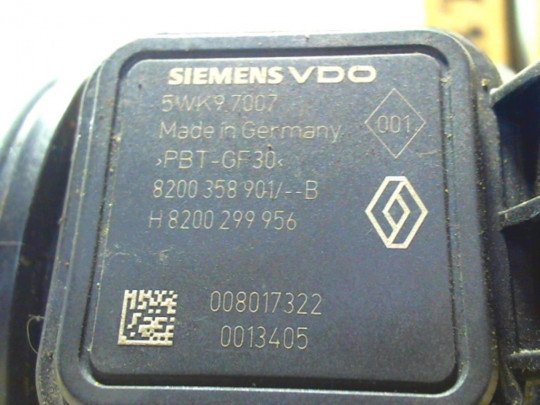 SIEMENS VDO
5WK9 7007
Made in Germany
001
>PBT-GF30<
8200 358 901/--B
H 8200 299 956
008017322
0013405